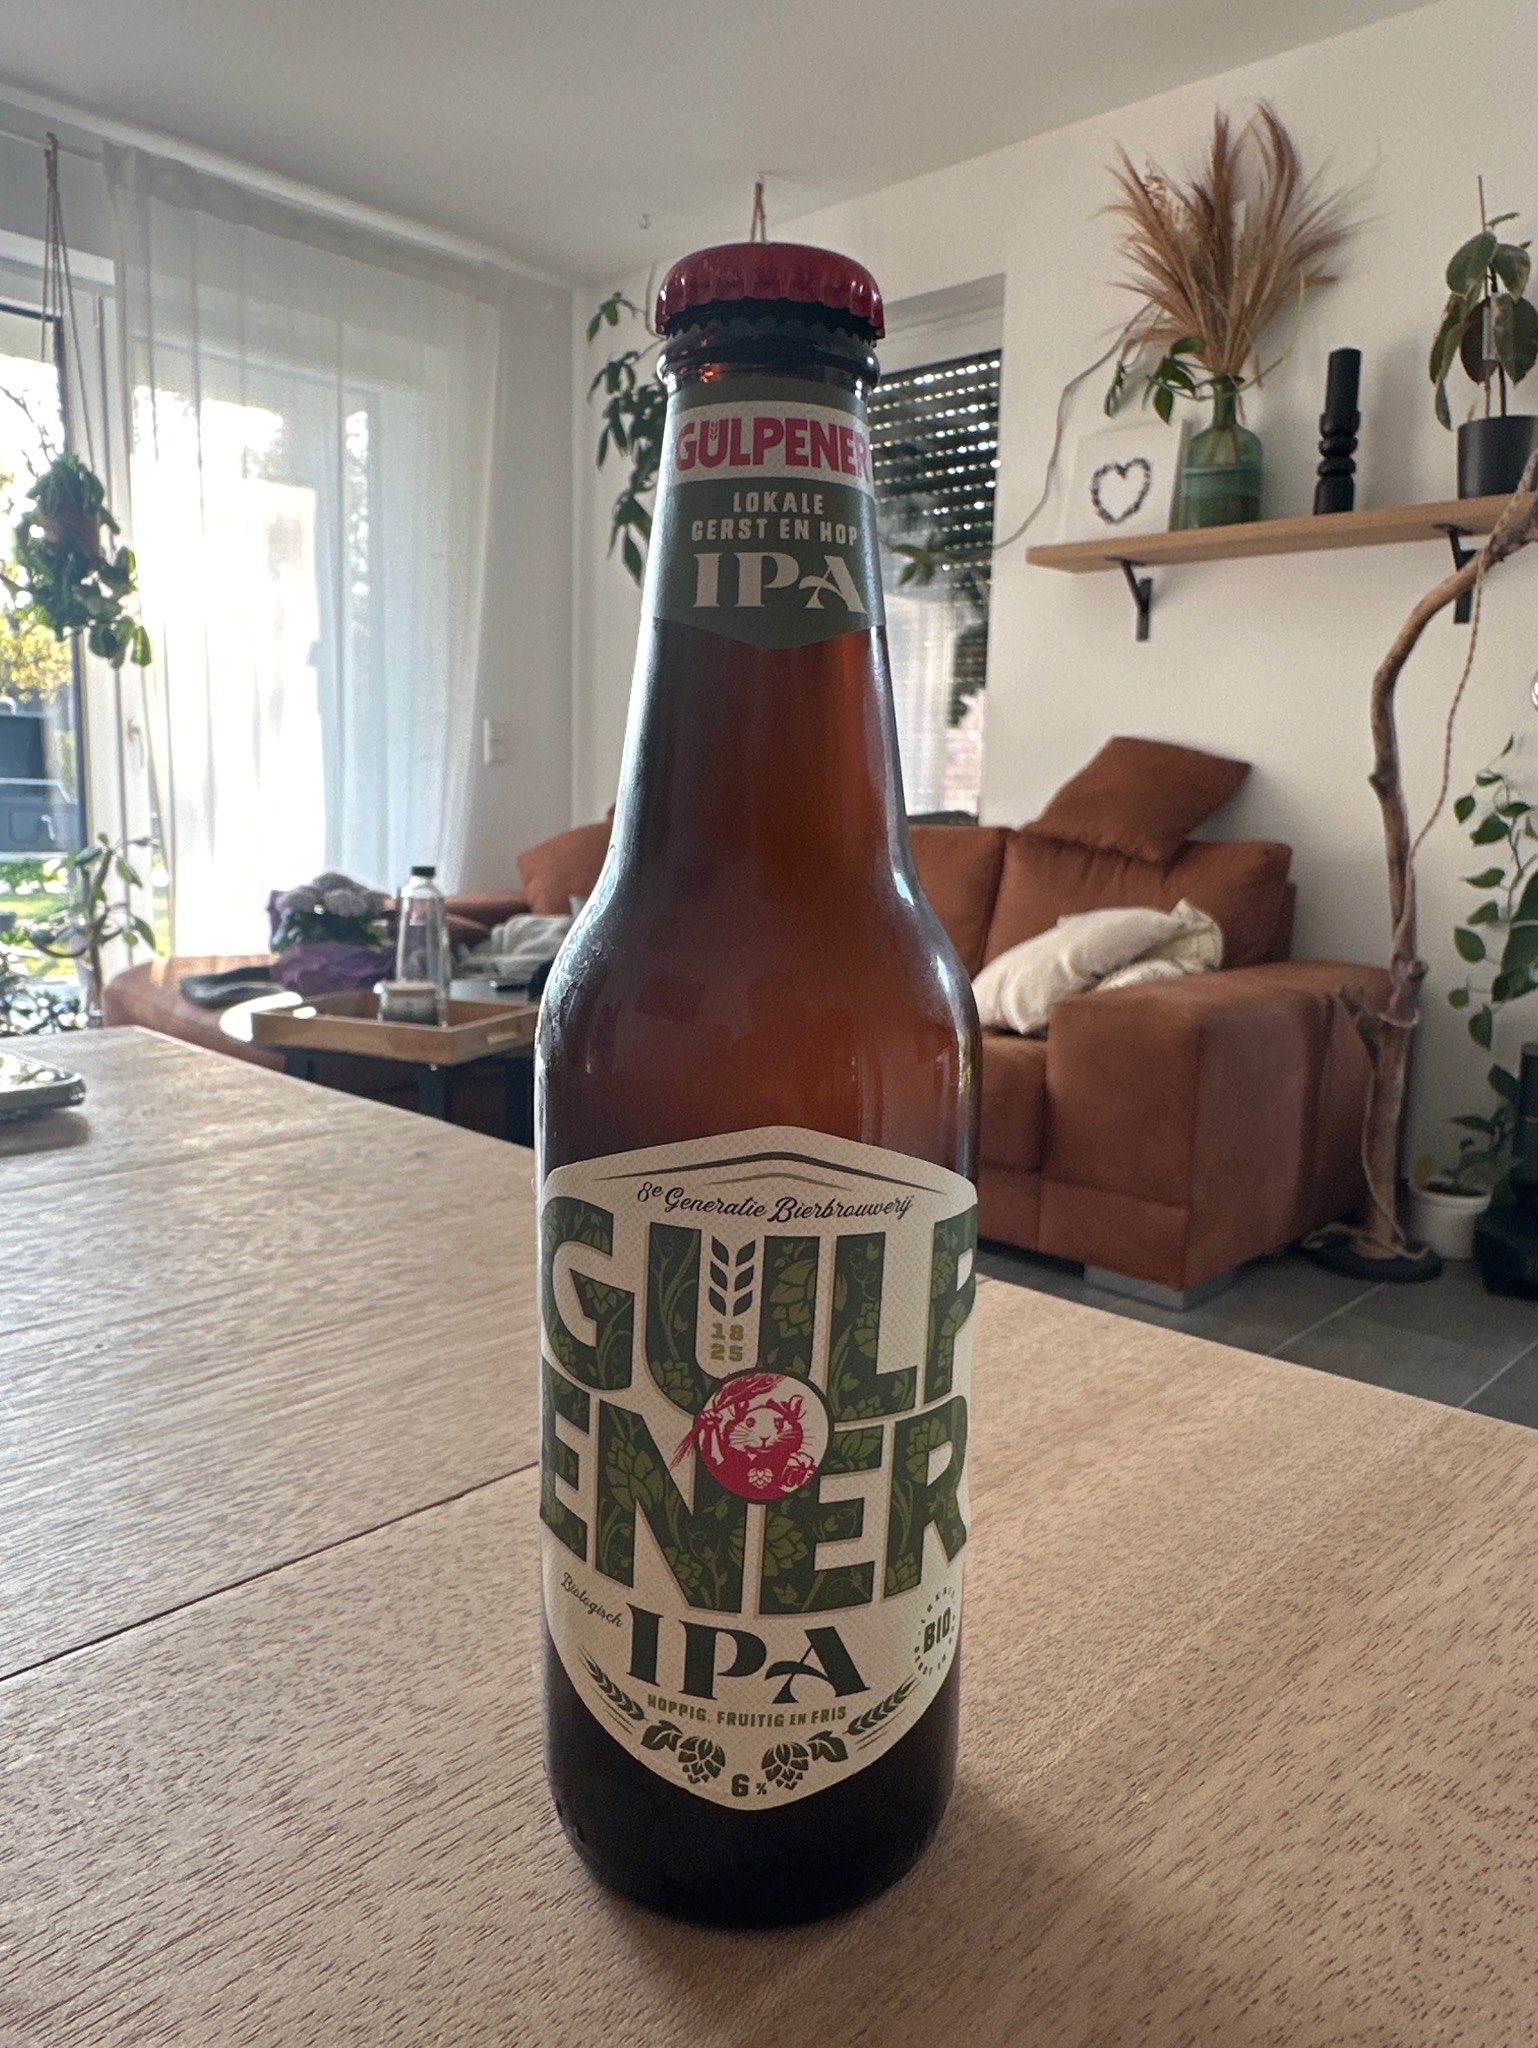 GULPENER
LOKALE
GERST EN HOP
IPA
8e Generatie Bierbrouwerij
GULP
18
25
ENER
Biologisch
IPA
BIO
HOPPIG, FRUITIG EN FRIS
6%